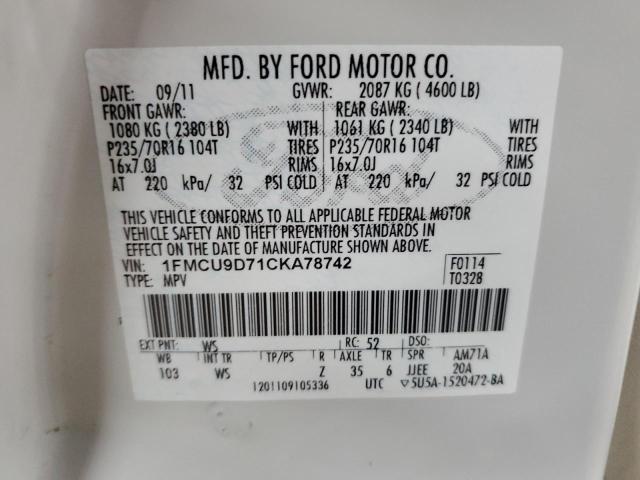 MFD. BY FORD MOTOR CO.
DATE: 09/11 GVWR: 2087 KG ( 4600 LB)
FRONT GAWR: REAR GAWR:
1080 KG ( 2380 LB) WITH 1061 KG ( 2340 LB) WITH
P235/70R16 104T TIRES P235/70R16 104T TIRES
16x7.0J RIMS 16x7.0J RIMS
AT 220 kPa/ 32 PSI COLD AT 220 kPa/ 32 PSI COLD
THIS VEHICLE CONFORMS TO ALL APPLICABLE FEDERAL MOTOR
VEHICLE SAFETY AND THEFT PREVENTION STANDARDS IN
EFFECT ON THE DATE OF MANUFACTURE SHOWN ABOVE.
VIN: 1FMCU9D71CKA78742 F0114
TYPE: MPV T0328
EXT PNT: WS RC: 52 DSO:
WB INT TR TP/PS R AXLE TR SPR AM71A
103 WS Z 35 6 JJEE 20A
1201109105336 UTC ▽5U5A-1520472-BA